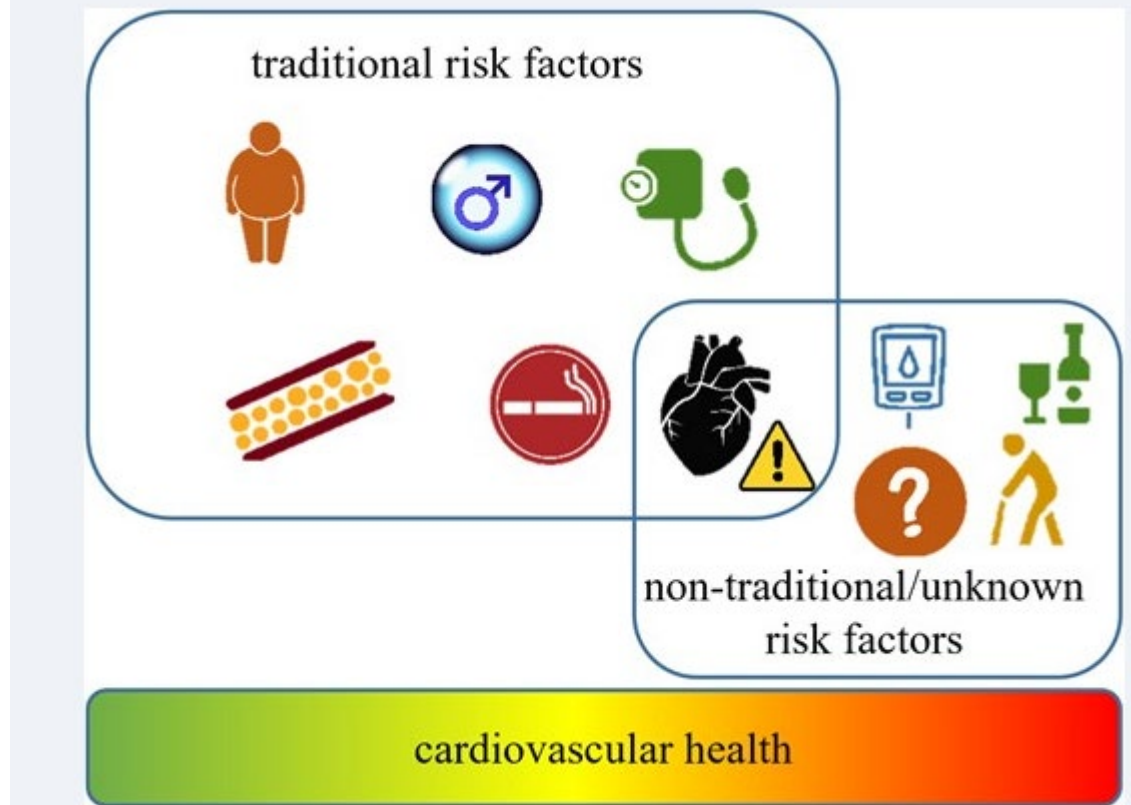 traditional risk factors
non-traditional/unknown
risk factors
cardiovascular health